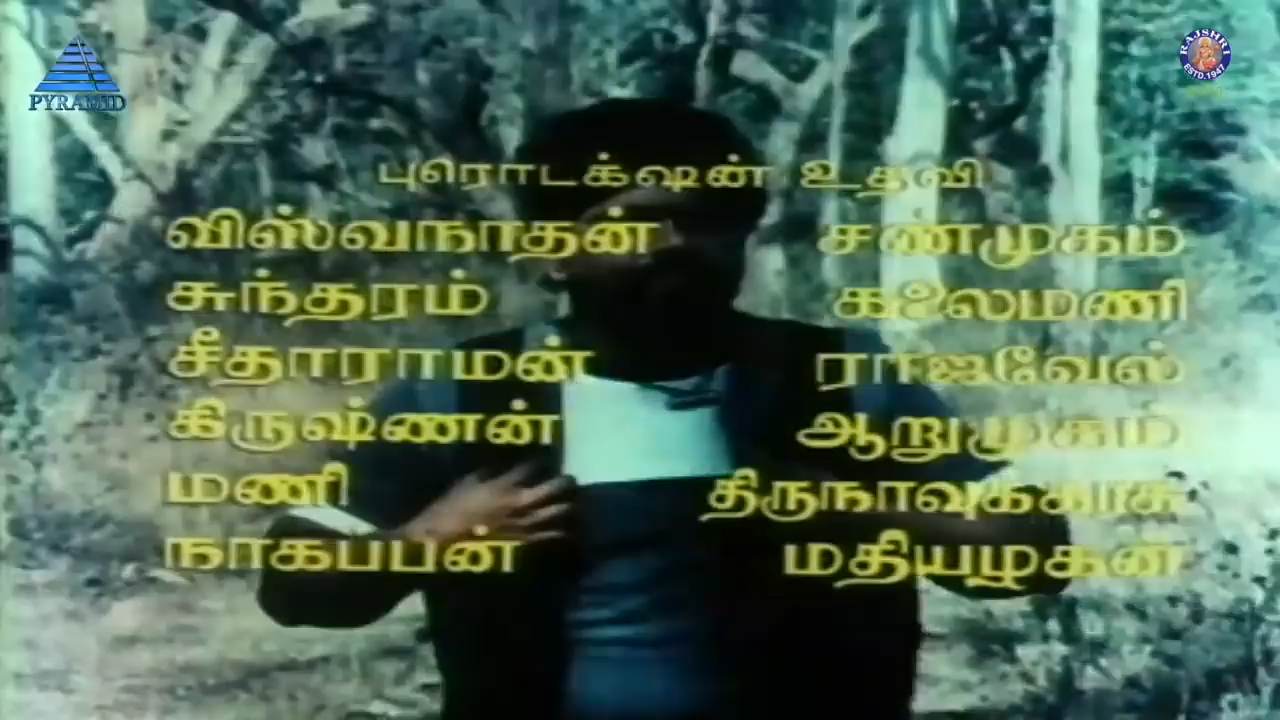 PYRAMID
RAJSHRI
ESTD.1947
புரொடக்ஷன் உதவி
விஸ்வநாதன் சண்முகம்
சுந்தரம் கலைமணி
சீதாராமன் ராஜவேல்
கிருஷ்ணன் ஆறுமுகம்
மணி திருநாவுக்கரசு
நாகப்பன் மதியழகன்